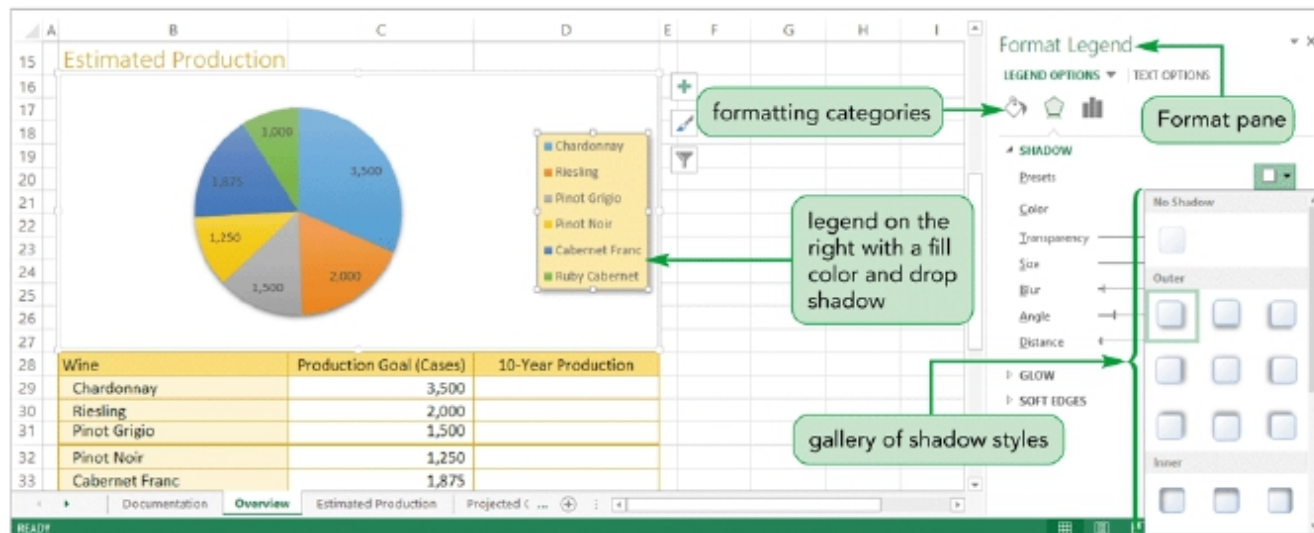 A B C D E F G H I
15 Estimated Production
16
17
18
19
20
21
22
23
24
25
26
27
3,500
2,000
1,500
1,250
1,875
1,000
Chardonnay
Riesling
Pinot Grigio
Pinot Noir
Cabernet Franc
Ruby Cabernet
28 Wine Production Goal (Cases) 10-Year Production
29 Chardonnay 3,500
30 Riesling 2,000
31 Pinot Grigio 1,500
32 Pinot Noir 1,250
33 Cabernet Franc 1,875
Documentation Overview Estimated Production Projected ( ...
READY
formatting categories
legend on the
right with a fill
color and drop
shadow
gallery of shadow styles
Format pane
Format Legend
LEGEND OPTIONS TEXT OPTIONS
SHADOW
Presets
Color
Transparency
Size
Blur
Angle
Distance
GLOW
SOFT EDGES
No Shadow
Outer
Inner